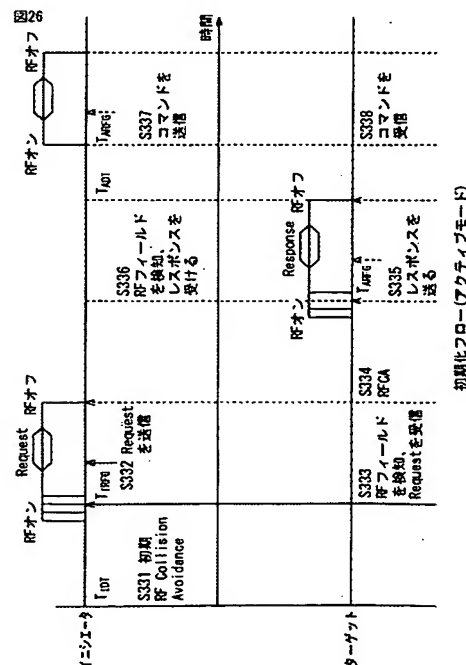 図26
時間
イニシエータ
RFオン
Request
RFオフ
RFオン
RFオフ
T_IDT
T_IRFG
T_ADT
T_ARFG
S331 初期
RF Collision
Avoidance
S332 Request
を送信
S336
RFフィールド
を検知、
レスポンスを
受ける
S337
コマンドを
送信
ターゲット
RFオン
Response
RFオフ
T_ARFG
S333
RFフィールド
を検知、
Requestを受信
S334
RFCA
S335
レスポンスを
送る
S338
コマンドを
受信
初期化フロー(アクティブモード)